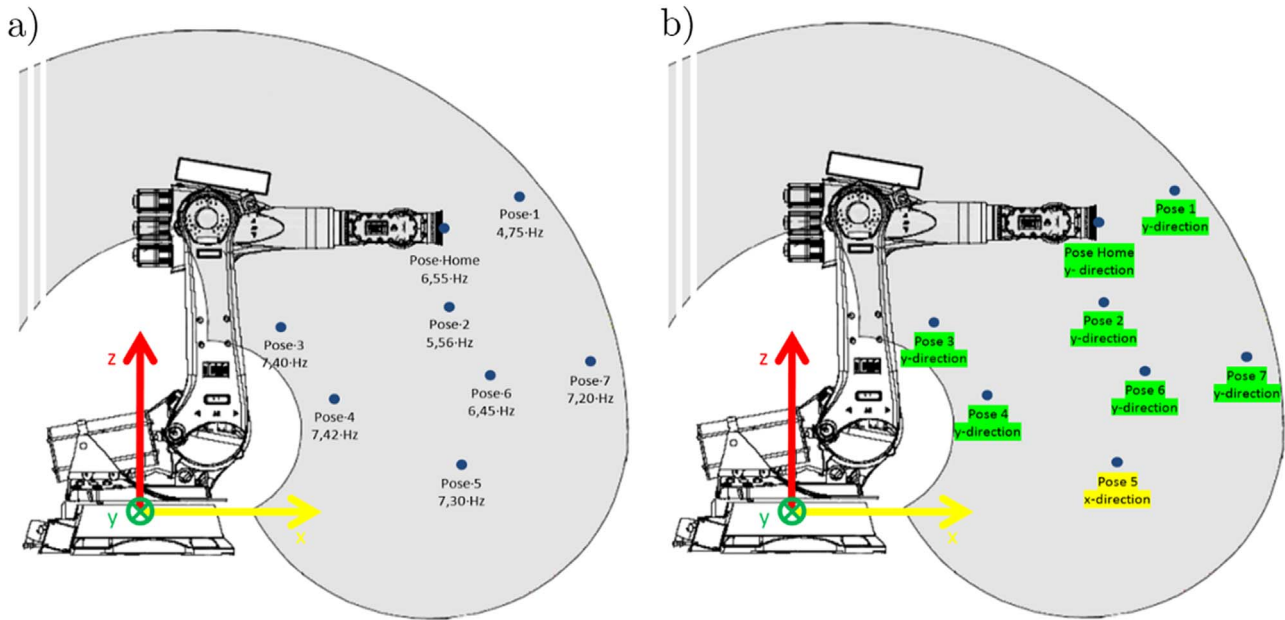 a)
Pose·1
4,75·Hz
Pose·Home
6,55·Hz
Pose·2
5,56·Hz
Pose·3
7,40·Hz
Pose·7
7,20·Hz
Pose·6
6,45·Hz
Pose·4
7,42·Hz
Pose·5
7,30·Hz
z
y
x
b)
Pose 1
y-direction
Pose Home
y- direction
Pose 2
y-direction
Pose 3
y-direction
Pose 7
y-direction
Pose 6
y-direction
Pose 4
y-direction
Pose 5
x-direction
z
y
x